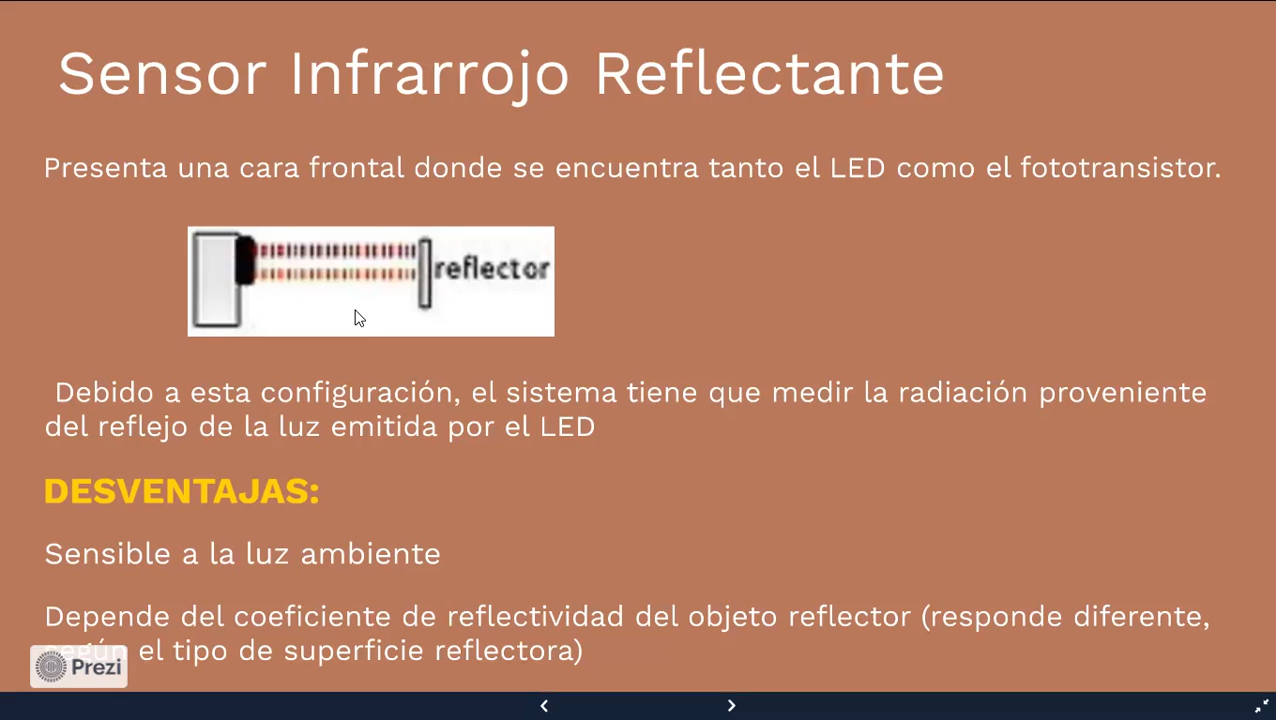 Sensor Infrarrojo Reflectante
Presenta una cara frontal donde se encuentra tanto el LED como el fototransistor.
reflector
Debido a esta configuración, el sistema tiene que medir la radiación proveniente
del reflejo de la luz emitida por el LED
DESVENTAJAS:
Sensible a la luz ambiente
Depende del coeficiente de reflectividad del objeto reflector (responde diferente,
según el tipo de superficie reflectora)
Prezi